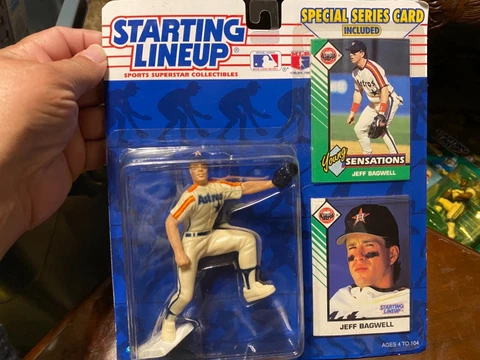 STARTING
LINEUP
SPORTS SUPERSTAR COLLECTIBLES
SPECIAL SERIES CARD
INCLUDED
Astros
Young
SENSATIONS
JEFF BAGWELL
Astros
STARTING
LINEUP
JEFF BAGWELL
AGES 4 TO 104